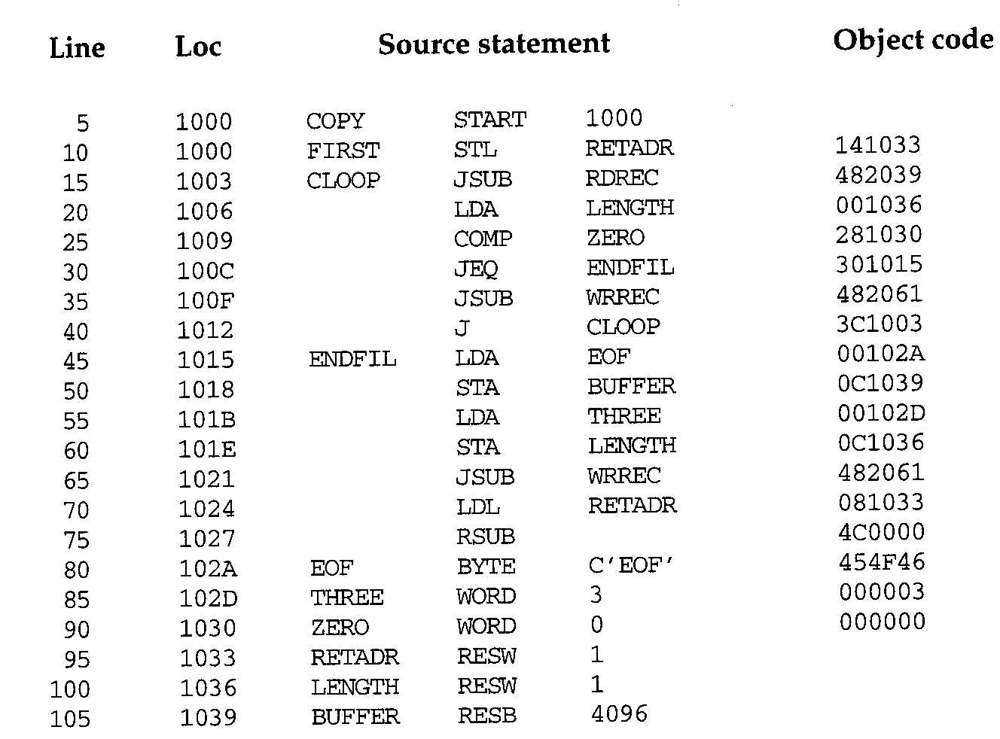 Line Loc Source statement Object code
5 1000 COPY START 1000
10 1000 FIRST STL RETADR 141033
15 1003 CLOOP JSUB RDREC 482039
20 1006 LDA LENGTH 001036
25 1009 COMP ZERO 281030
30 100C JEQ ENDFIL 301015
35 100F JSUB WRREC 482061
40 1012 J CLOOP 3C1003
45 1015 ENDFIL LDA EOF 00102A
50 1018 STA BUFFER 0C1039
55 101B LDA THREE 00102D
60 101E STA LENGTH 0C1036
65 1021 JSUB WRREC 482061
70 1024 LDL RETADR 081033
75 1027 RSUB 4C0000
80 102A EOF BYTE C'EOF' 454F46
85 102D THREE WORD 3 000003
90 1030 ZERO WORD 0 000000
95 1033 RETADR RESW 1
100 1036 LENGTH RESW 1
105 1039 BUFFER RESB 4096